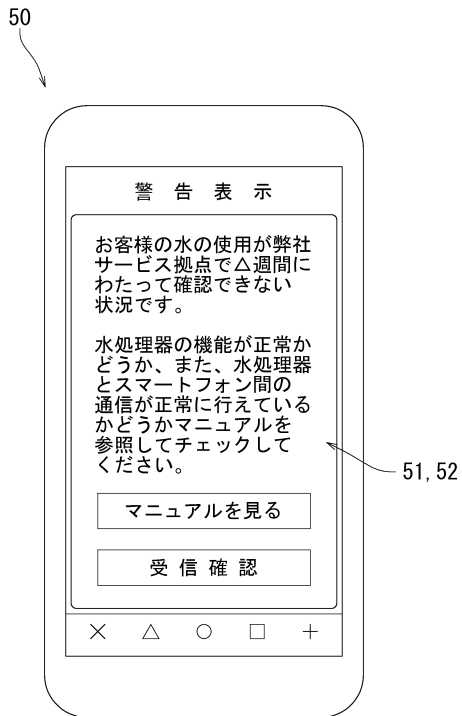 50
警告表示
お客様の水の使用が弊社
サービス拠点で△週間に
わたって確認できない
状況です。
水処理器の機能が正常か
どうか、また、水処理器
とスマートフォン間の
通信が正常に行えている
かどうかマニュアルを
参照してチェックして
ください。
51,52
マニュアルを見る
受信確認
× △ ○ □ +